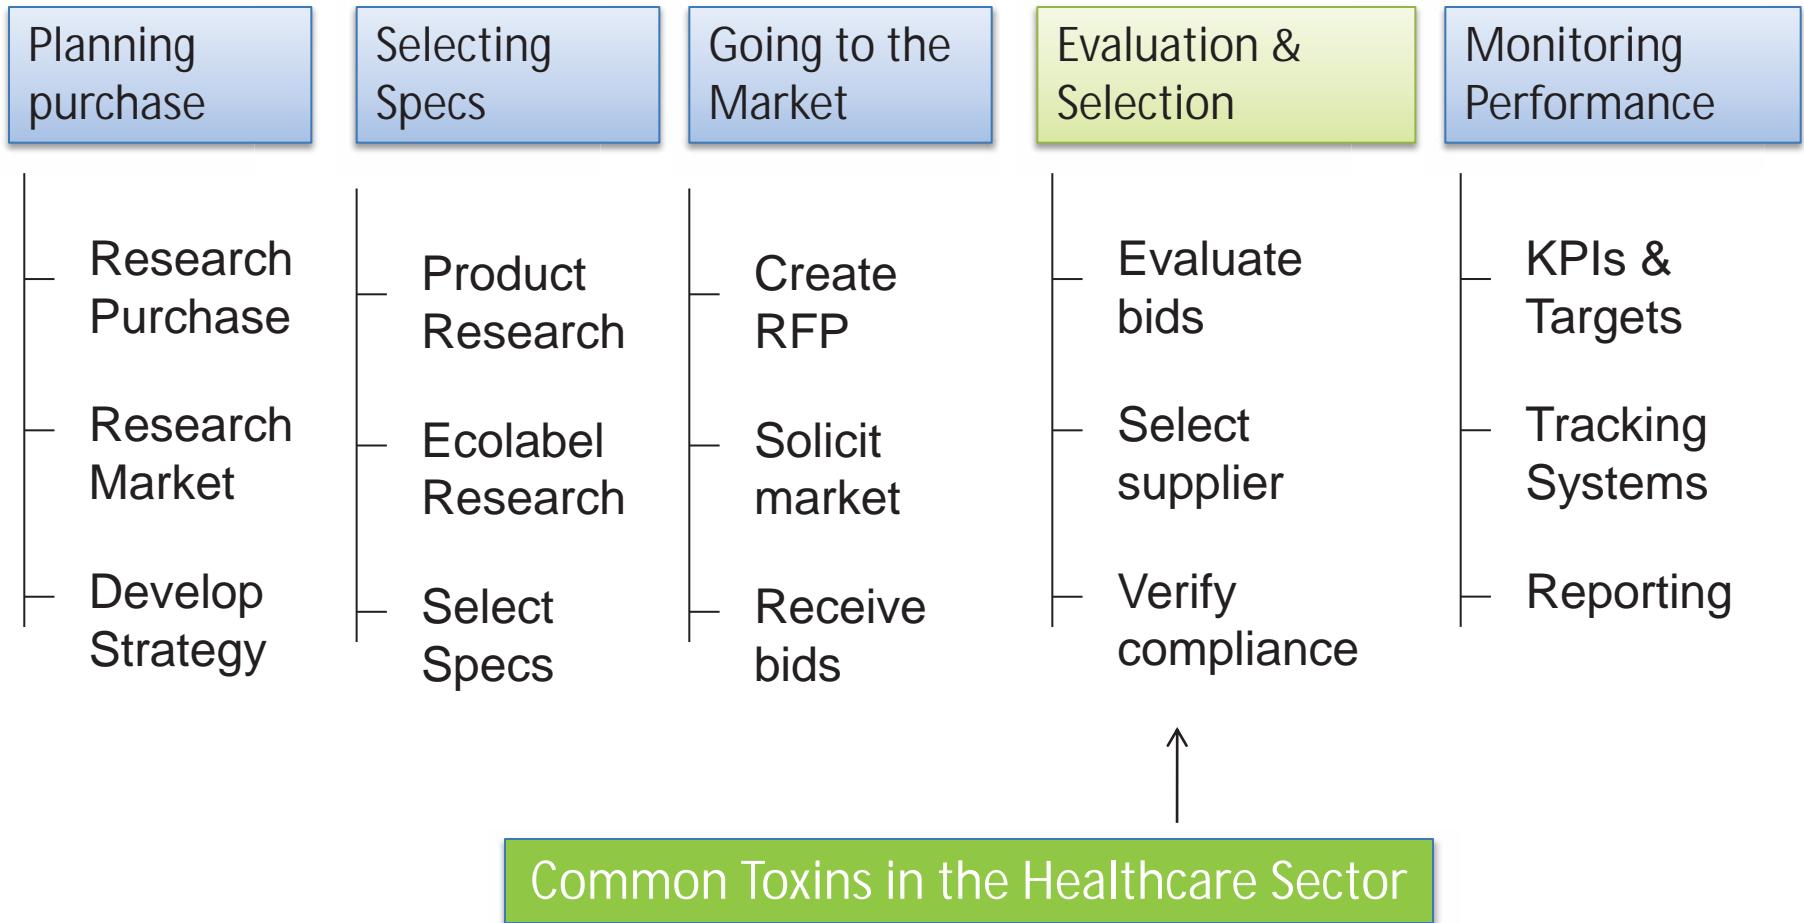 Planning
purchase
Research
Purchase
Research
Market
Develop
Strategy
Selecting
Specs
Product
Research
Ecolabel
Research
Select
Specs
Going to the
Market
Create
RFP
Solicit
market
Receive
bids
Evaluation &
Selection
Evaluate
bids
Select
supplier
Verify
compliance
Monitoring
Performance
KPIs &
Targets
Tracking
Systems
Reporting
Common Toxins in the Healthcare Sector